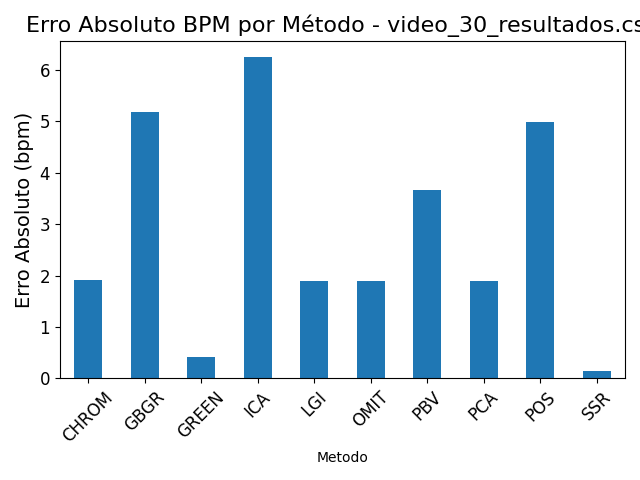 Erro Absoluto BPM por Método - video_30_resultados.cs
Erro Absoluto (bpm)
6
5
4
3
2
1
0
CHROM GBGR GREEN ICA LGI OMIT PBV PCA POS SSR
Metodo